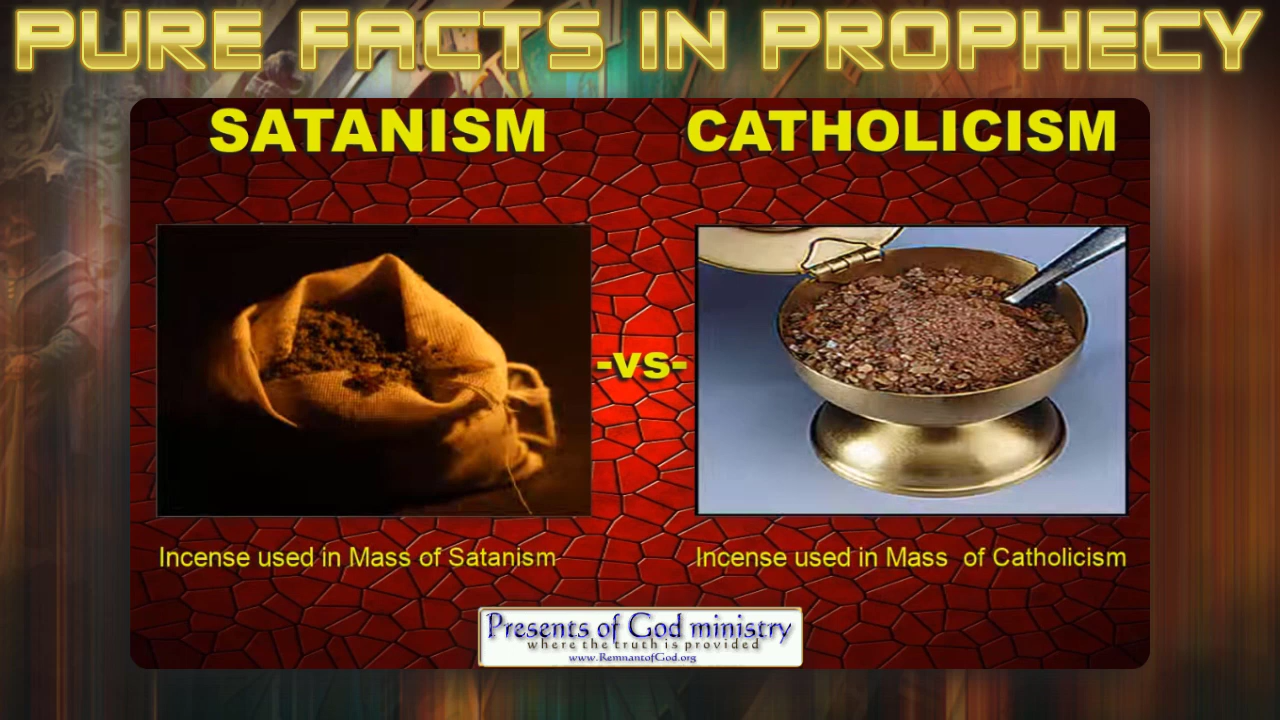 PURE FACTS IN PROPHECY
SATANISM
CATHOLICISM
-vs-
Incense used in Mass of Satanism
Incense used in Mass of Catholicism
Presents of God ministry
where the truth is provided
www.RemnantofGod.org